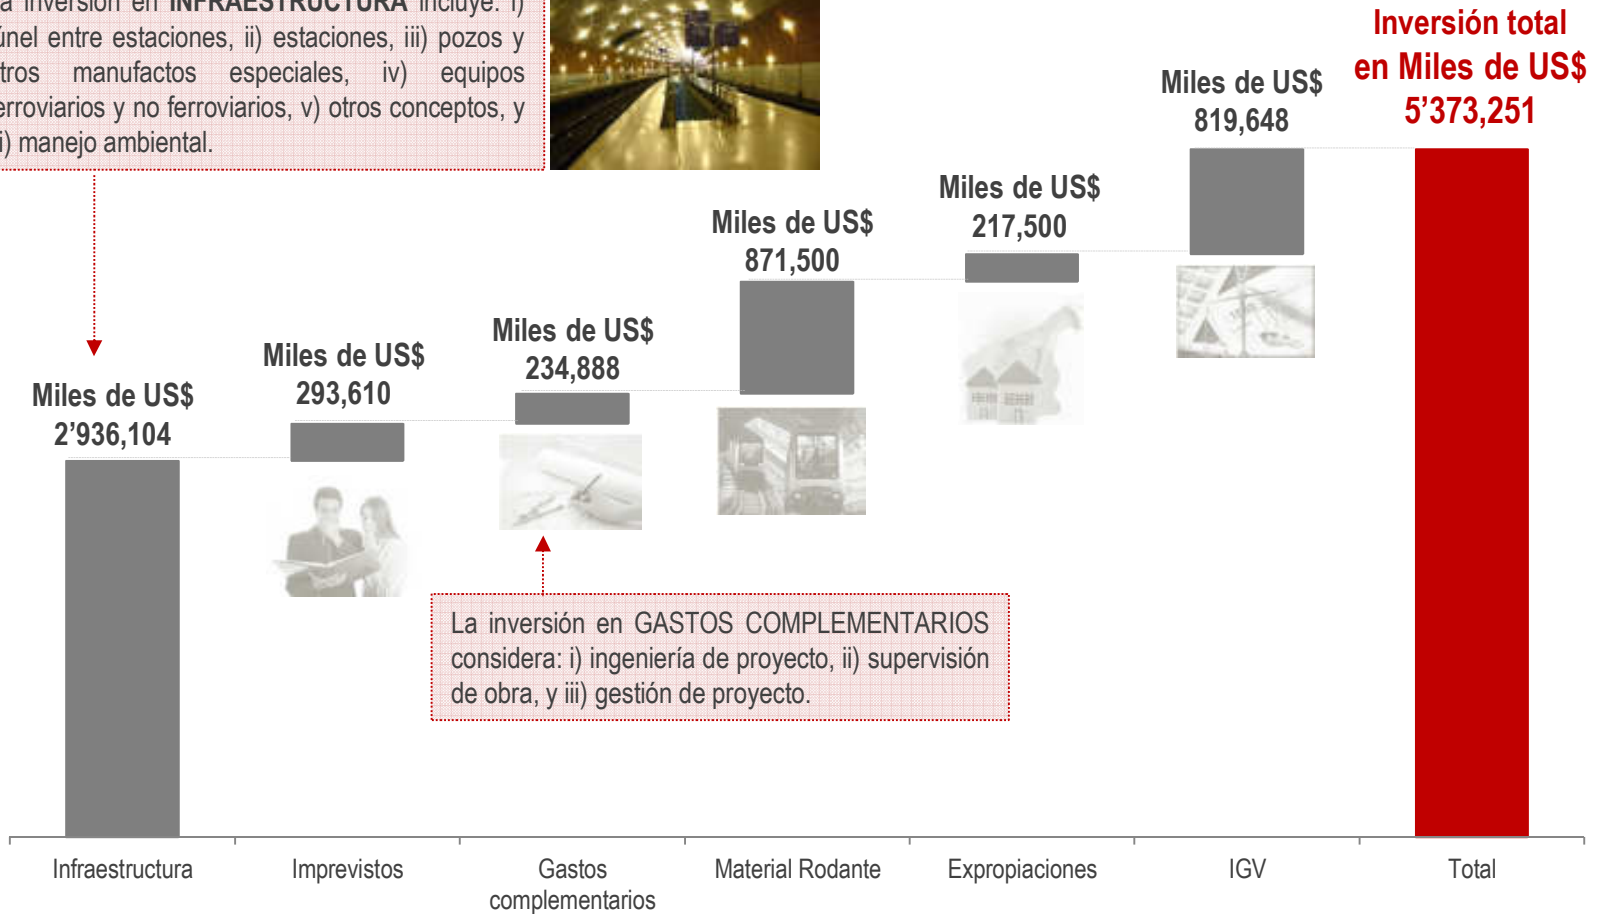 inversión en INFRAESTRUCTURA incluye: i)
entre estaciones, ii) estaciones, iii) pozos y
manufactos especiales, iv) equipos
y no ferroviarios, v) otros conceptos, y
manejo ambiental.
Inversión total
en Miles de US$
5’373,251
Miles de US$
819,648
Miles de US$
217,500
Miles de US$
871,500
Miles de US$
234,888
Miles de US$
293,610
Miles de US$
2’936,104
La inversión en GASTOS COMPLEMENTARIOS
considera: i) ingeniería de proyecto, ii) supervisión
de obra, y iii) gestión de proyecto.
Infraestructura
Imprevistos
Gastos
complementarios
Material Rodante
Expropiaciones
IGV
Total